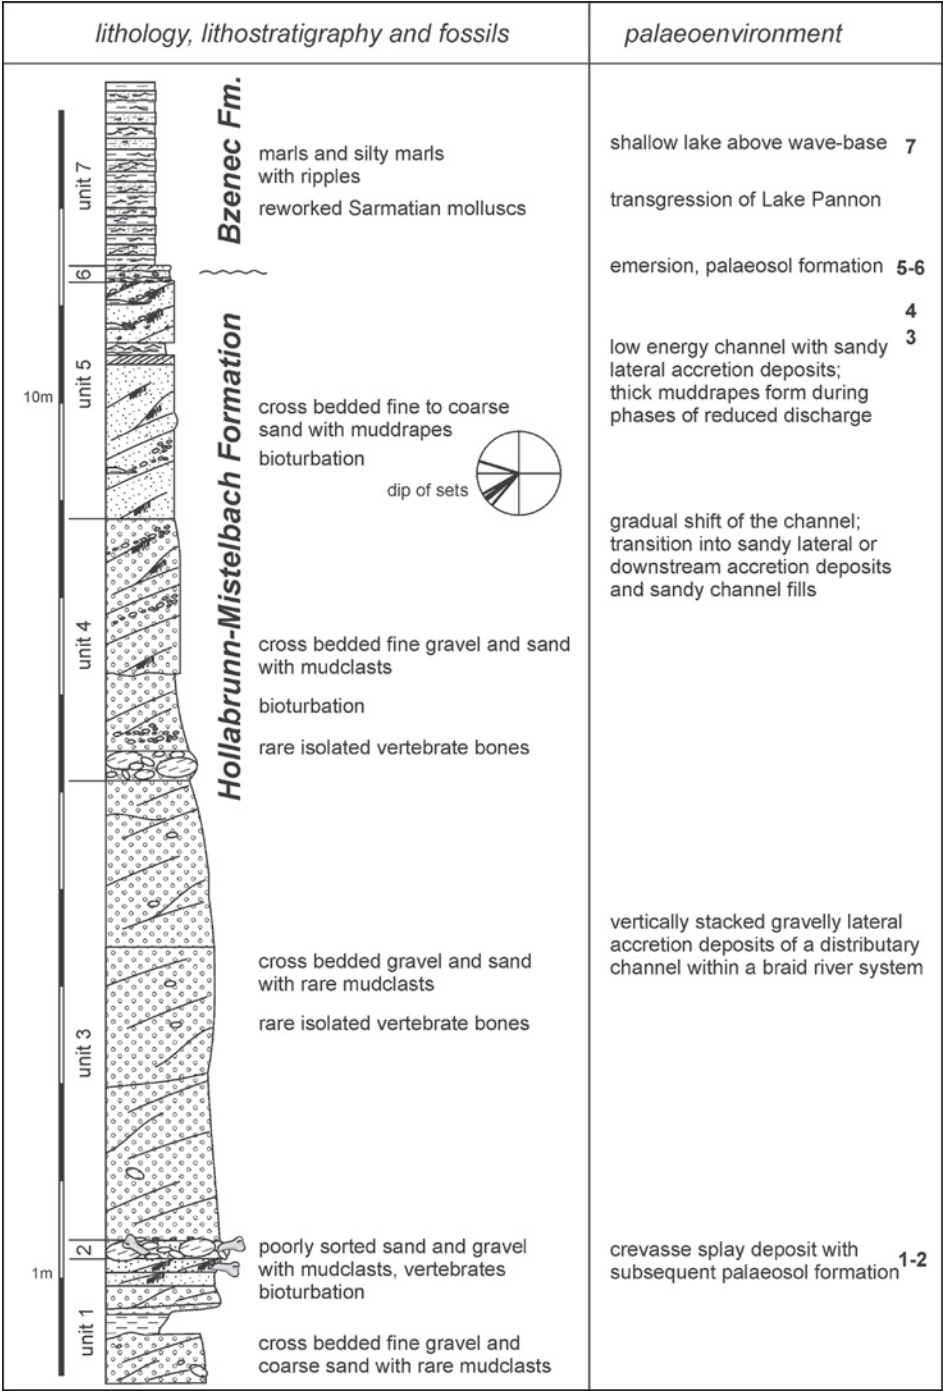 lithology, lithostratigraphy and fossils
palaeoenvironment
Bzenec Fm.
unit 7
marls and silty marls
with ripples
reworked Sarmatian molluscs
shallow lake above wave-base 7
transgression of Lake Pannon
6
emersion, palaeosol formation 5-6
4
3
Hollabrunn-Mistelbach Formation
unit 5
10m
low energy channel with sandy
lateral accretion deposits;
thick muddrapes form during
phases of reduced discharge
cross bedded fine to coarse
sand with muddrapes
bioturbation
dip of sets
gradual shift of the channel;
transition into sandy lateral or
downstream accretion deposits
and sandy channel fills
unit 4
cross bedded fine gravel and sand
with mudclasts
bioturbation
rare isolated vertebrate bones
unit 3
cross bedded gravel and sand
with rare mudclasts
rare isolated vertebrate bones
vertically stacked gravelly lateral
accretion deposits of a distributary
channel within a braid river system
2
1m
poorly sorted sand and gravel
with mudclasts, vertebrates
bioturbation
crevasse splay deposit with
subsequent palaeosol formation 1-2
unit 1
cross bedded fine gravel and
coarse sand with rare mudclasts